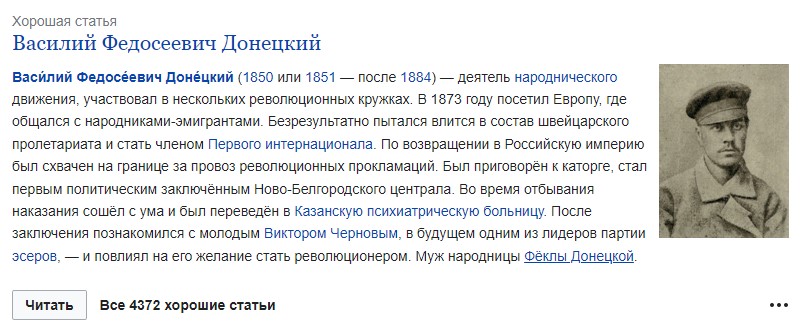 Хорошая статья
Василий Федосеевич Донецкий
Васи́лий Федосе́евич Доне́цкий (1850 или 1851 — после 1884) — деятель народнического
движения, участвовал в нескольких революционных кружках. В 1873 году посетил Европу, где
общался с народниками-эмигрантами. Безрезультатно пытался влится в состав швейцарского
пролетариата и стать членом Первого интернационала. По возвращении в Российскую империю
был схвачен на границе за провоз революционных прокламаций. Был приговорён к каторге, стал
первым политическим заключённым Ново-Белгородского централа. Во время отбывания
наказания сошёл с ума и был переведён в Казанскую психиатрическую больницу. После
заключения познакомился с молодым Виктором Черновым, в будущем одним из лидеров партии
эсеров, — и повлиял на его желание стать революционером. Муж народницы Фёклы Донецкой.
Читать Все 4372 хорошие статьи